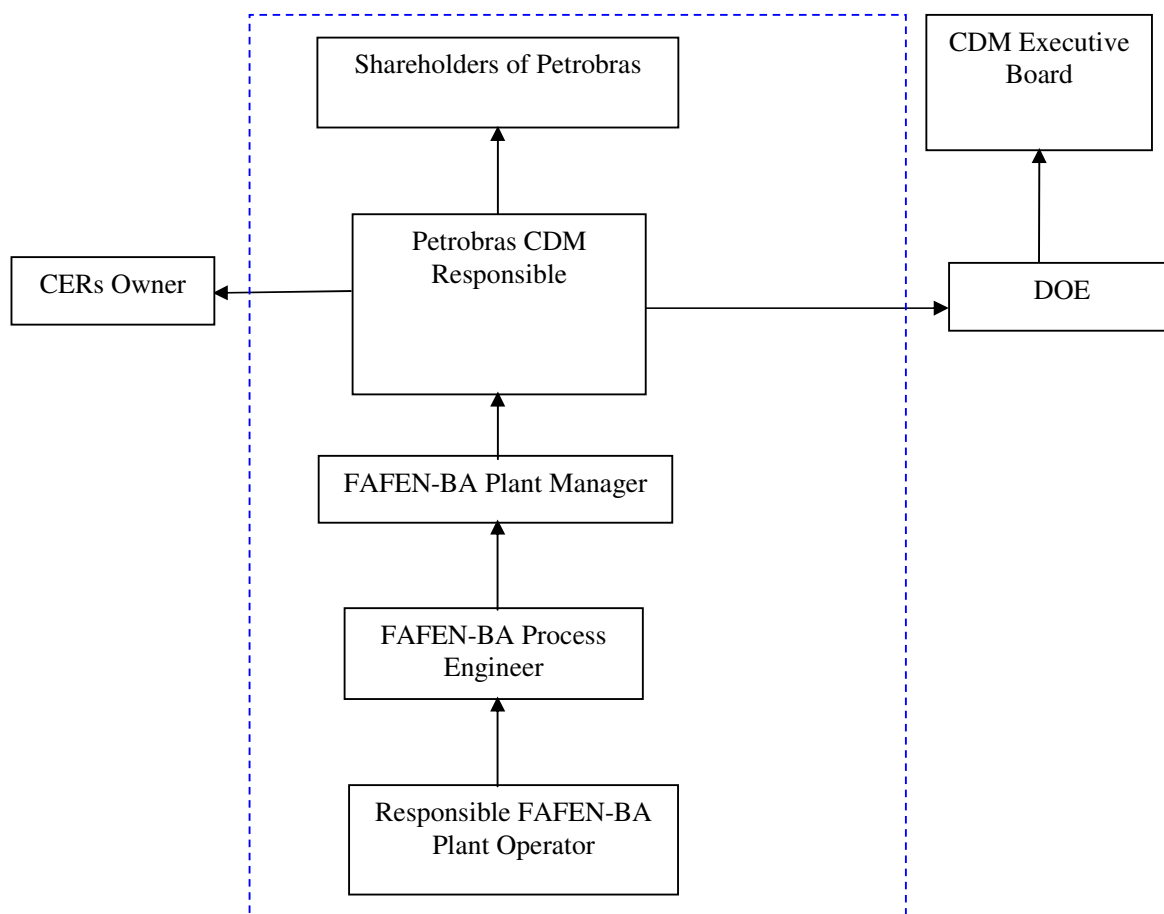 Shareholders of Petrobras
CDM Executive
Board
Petrobras CDM
Responsible
CERs Owner
DOE
FAFEN-BA Plant Manager
FAFEN-BA Process
Engineer
Responsible FAFEN-BA
Plant Operator